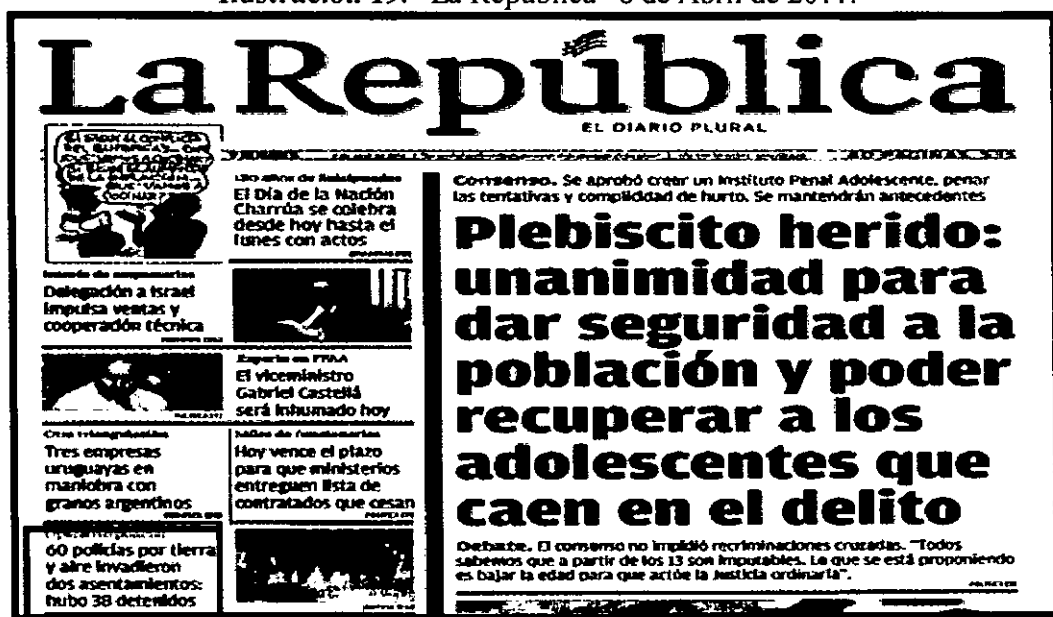 Ilustración 19: "La República" 8 de Abril de 2011.
La República
EL DIARIO PLURAL
El Día de la Nación
Charrúa se celebra
desde hoy hasta el
lunes con actos
Delegación a Israel
impulsa ventas y
cooperación técnica
Experto en FFAA
El viceministro
Gabriel Castellá
será inhumado hoy
Tres empresas
uruguayas en
maniobra con
granos argentinos
Miles de funcionarios
Hoy vence el plazo
para que ministerios
entreguen lista de
contratados que cesan
60 policías por tierra
y aire invadieron
dos asentamientos:
hubo 38 detenidos
Consenso. Se aprobó crear un Instituto Penal Adolescente, penar
las tentativas y complicidad de hurto. Se mantendrán antecedentes
Plebiscito herido:
unanimidad para
dar seguridad a la
población y poder
recuperar a los
adolescentes que
caen en el delito
Debate. El consenso no impidió recriminaciones cruzadas. "Todos
sabemos que a partir de los 13 son imputables. Lo que se está proponiendo
es bajar la edad para que actúe la Justicia ordinaria".